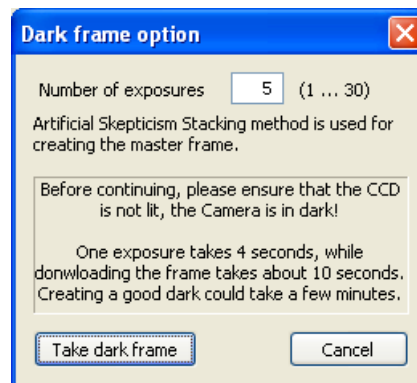 Dark frame option
Number of exposures 5 (1 ... 30)
Artificial Skepticism Stacking method is used for
creating the master frame.
Before continuing, please ensure that the CCD
is not lit, the Camera is in dark!
One exposure takes 4 seconds, while
donwloading the frame takes about 10 seconds.
Creating a good dark could take a few minutes.
Take dark frame Cancel